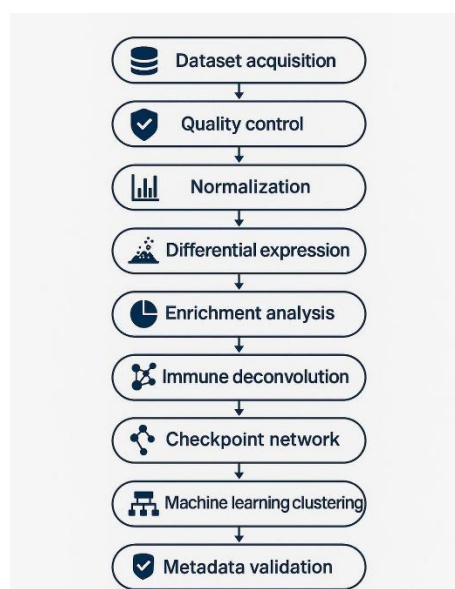 Dataset acquisition
Quality control
Normalization
Differential expression
Enrichment analysis
Immune deconvolution
Checkpoint network
Machine learning clustering
Metadata validation